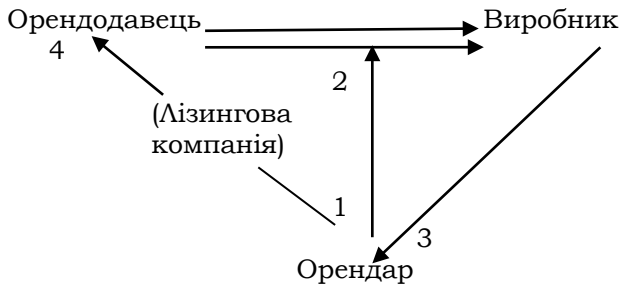 Орендодавець
Виробник
4
2
(Лізингова
компанія)
1
3
Орендар